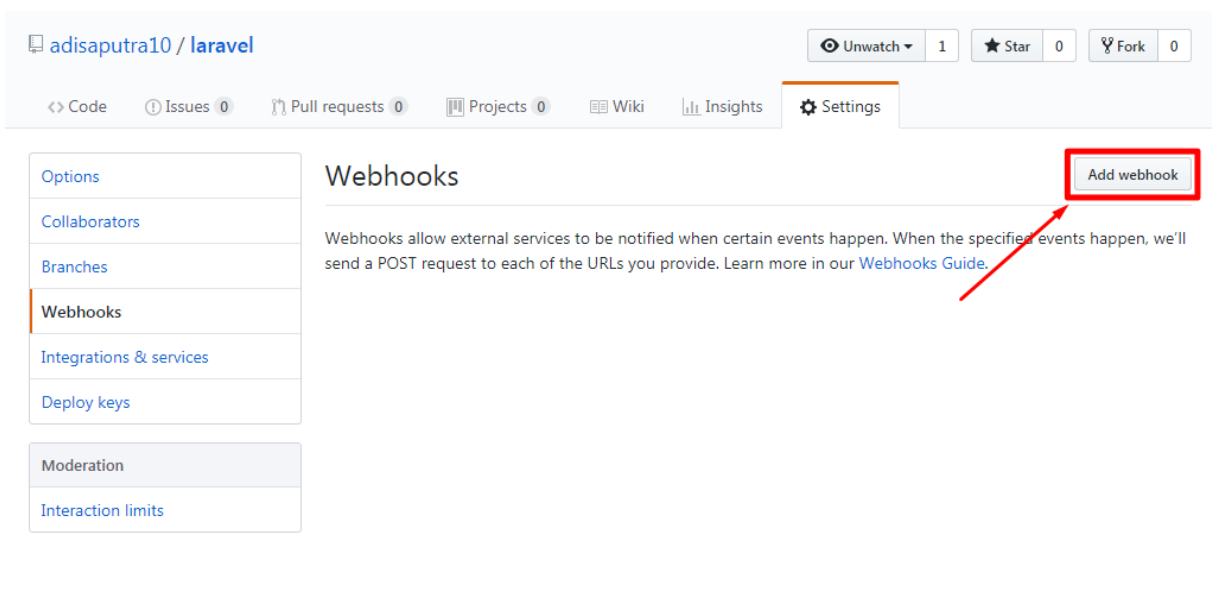 adisaputra10 / laravel
Unwatch 1 Star 0 Fork 0
Code Issues 0 Pull requests 0 Projects 0 Wiki Insights Settings
Options
Collaborators
Branches
Webhooks
Integrations & services
Deploy keys
Moderation
Interaction limits
Webhooks
Add webhook
Webhooks allow external services to be notified when certain events happen. When the specified events happen, we’ll
send a POST request to each of the URLs you provide. Learn more in our Webhooks Guide.